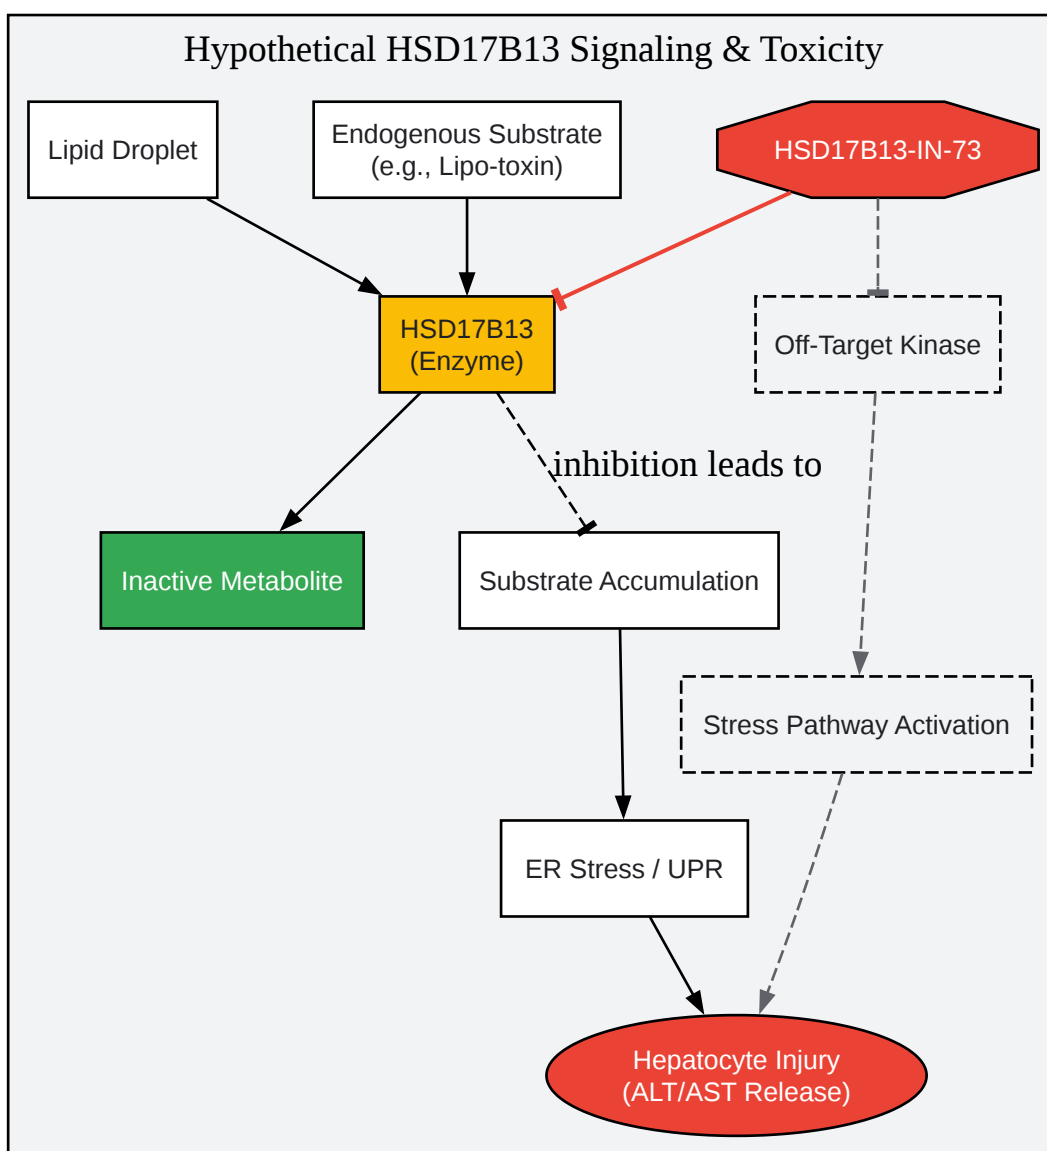 Hypothetical HSD17B13 Signaling & Toxicity
Lipid Droplet
Endogenous Substrate
(e.g., Lipo-toxin)
HSD17B13-IN-73
HSD17B13
(Enzyme)
Off-Target Kinase
inhibition leads to
Inactive Metabolite
Substrate Accumulation
Stress Pathway Activation
ER Stress / UPR
Hepatocyte Injury
(ALT/AST Release)